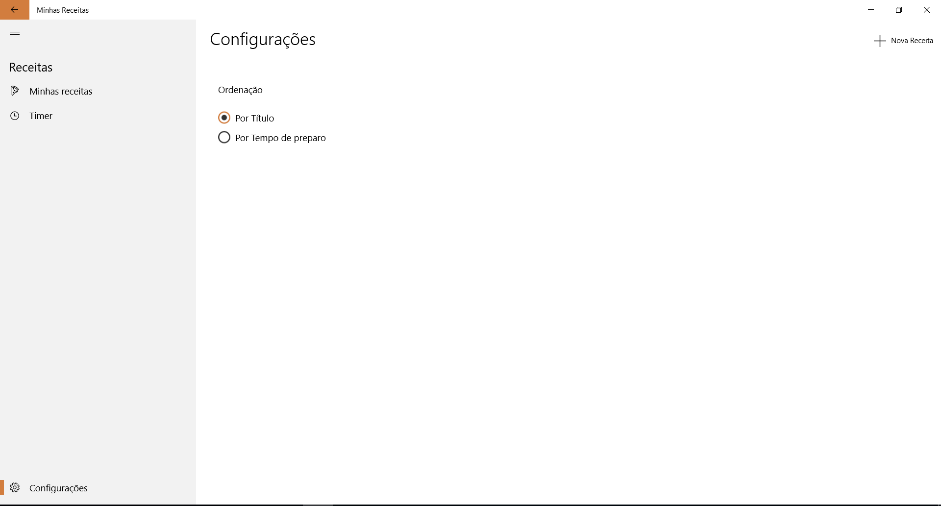 Minhas Receitas
Configurações
Nova Receita
Receitas
Minhas receitas
Timer
Ordenação
Por Título
Por Tempo de preparo
Configurações